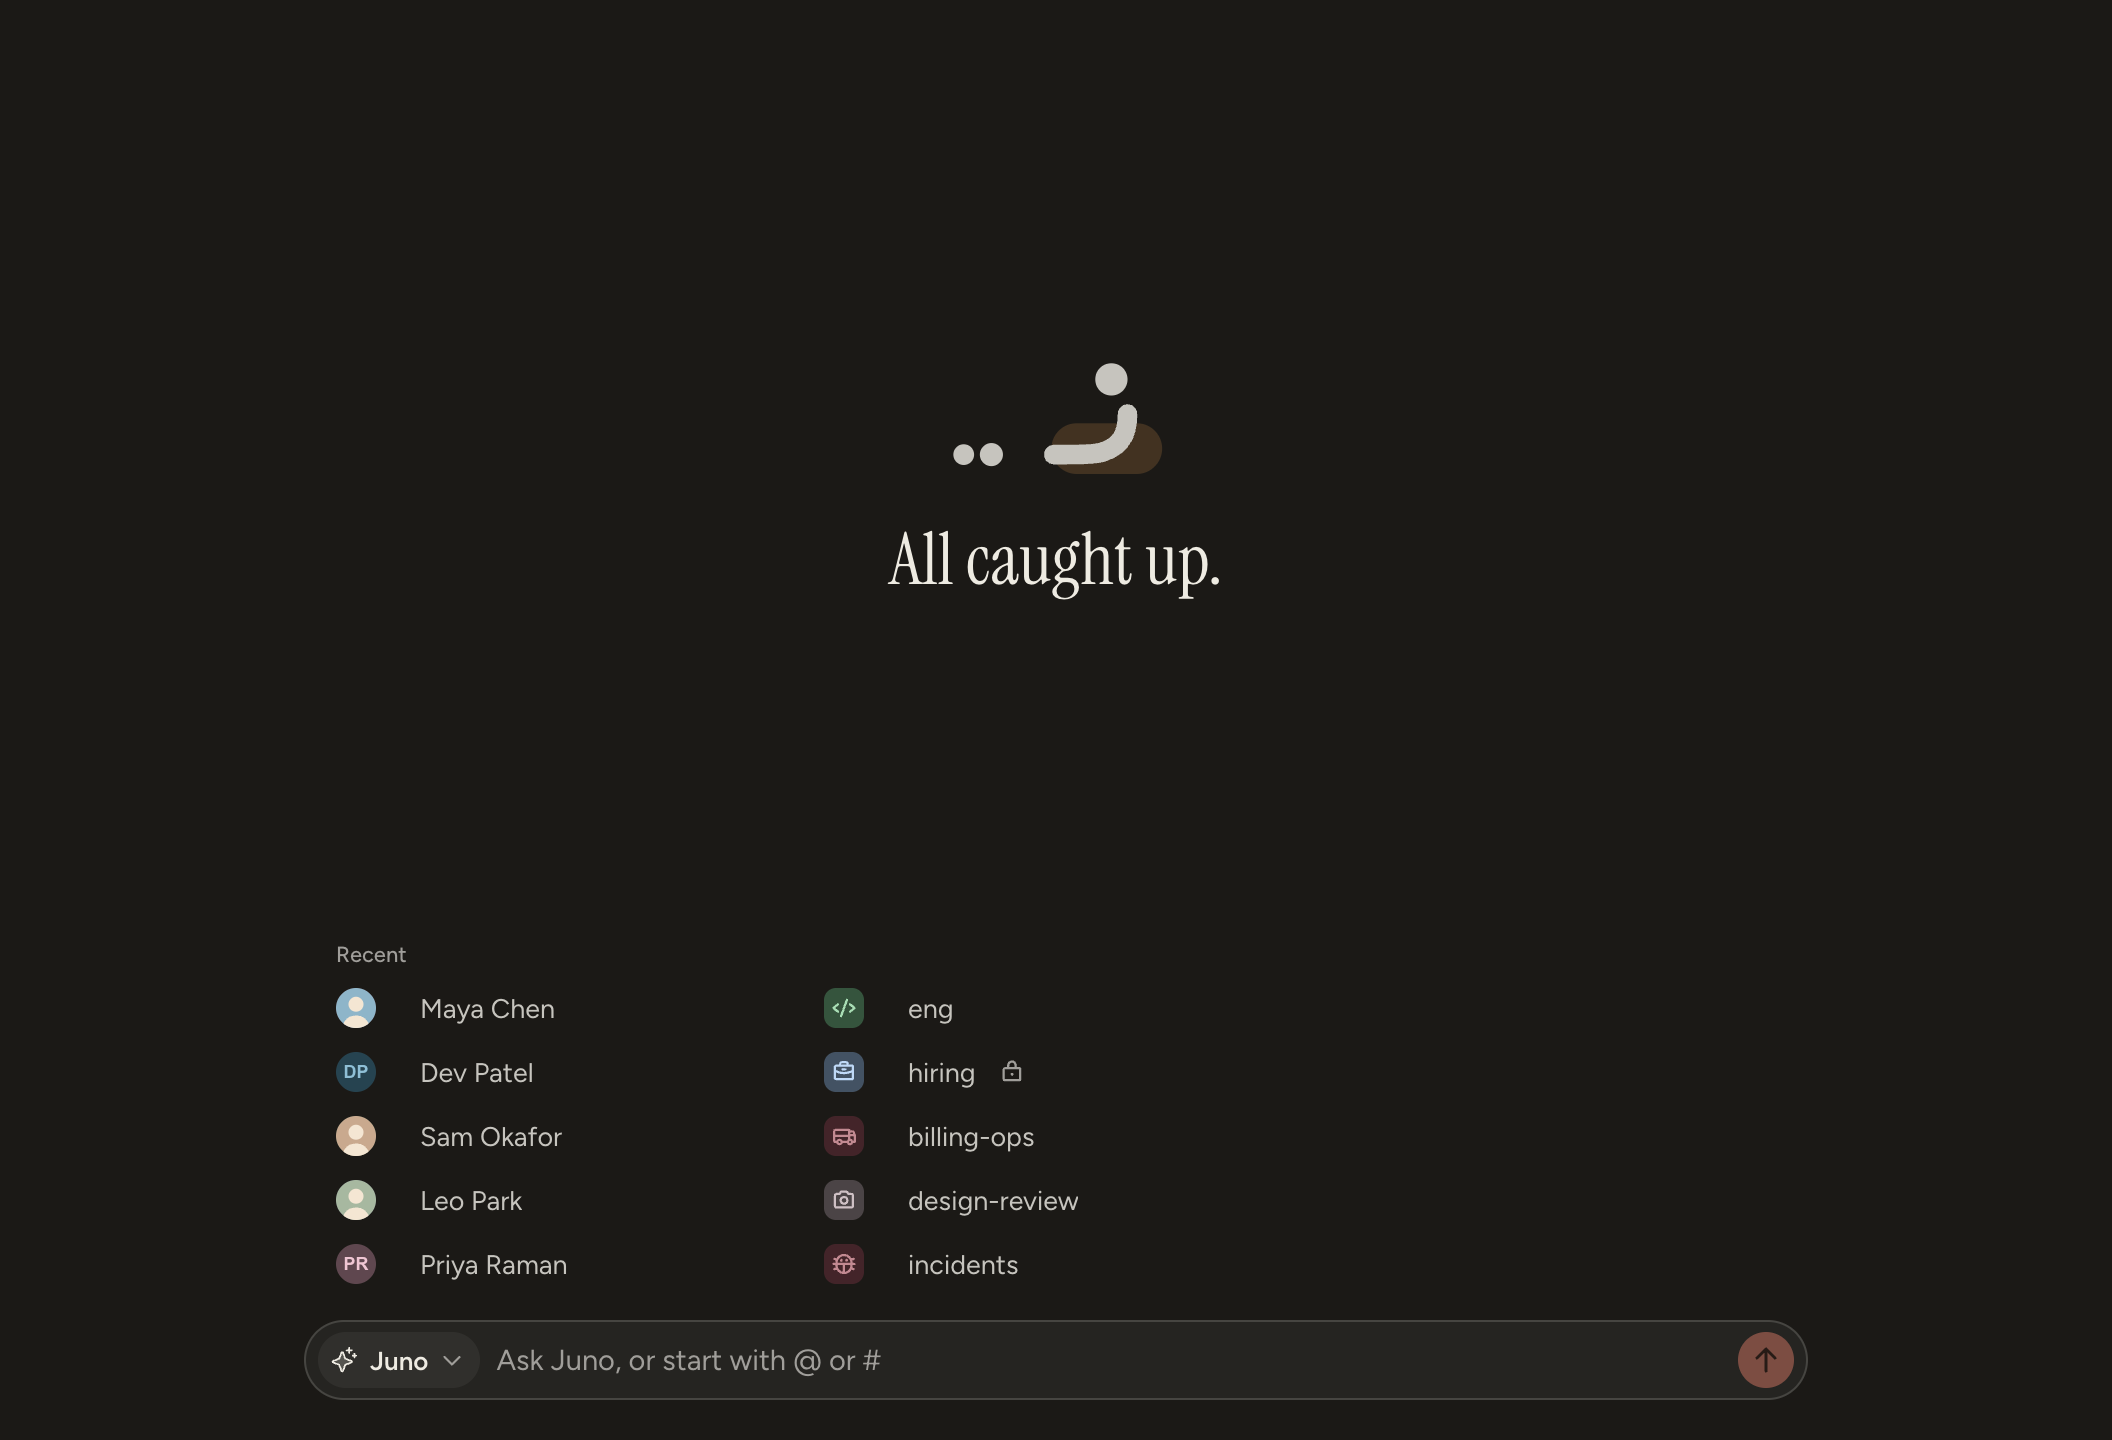 All caught up.
Recent
Maya Chen
eng
DP Dev Patel
hiring
Sam Okafor
billing-ops
Leo Park
design-review
PR Priya Raman
incidents
Juno Ask Juno, or start with @ or #